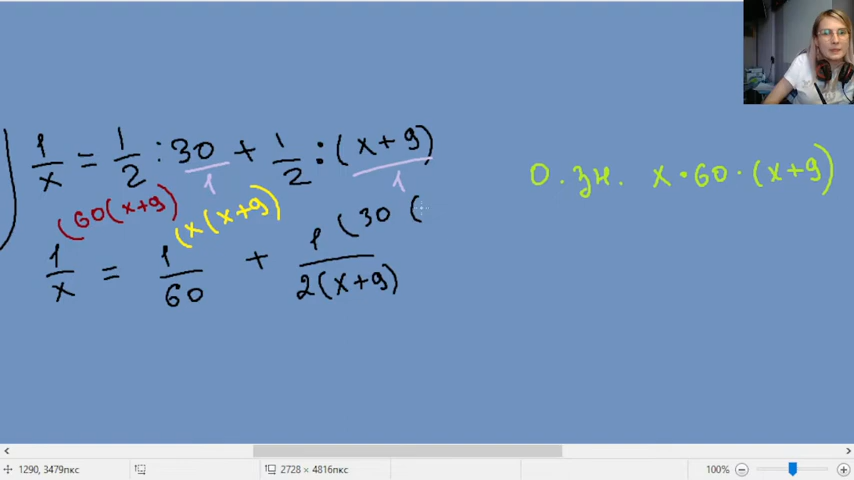 1/x = 1/2 : 30/1 + 1/2 : (x+9)/1
О.зн. x·60·(x+9)
(60(x+9) (x(x+9) (30 (
1/x = 1/60 + 1/2(x+9)
1290, 3479пкс 2728 × 4816пкс 100%